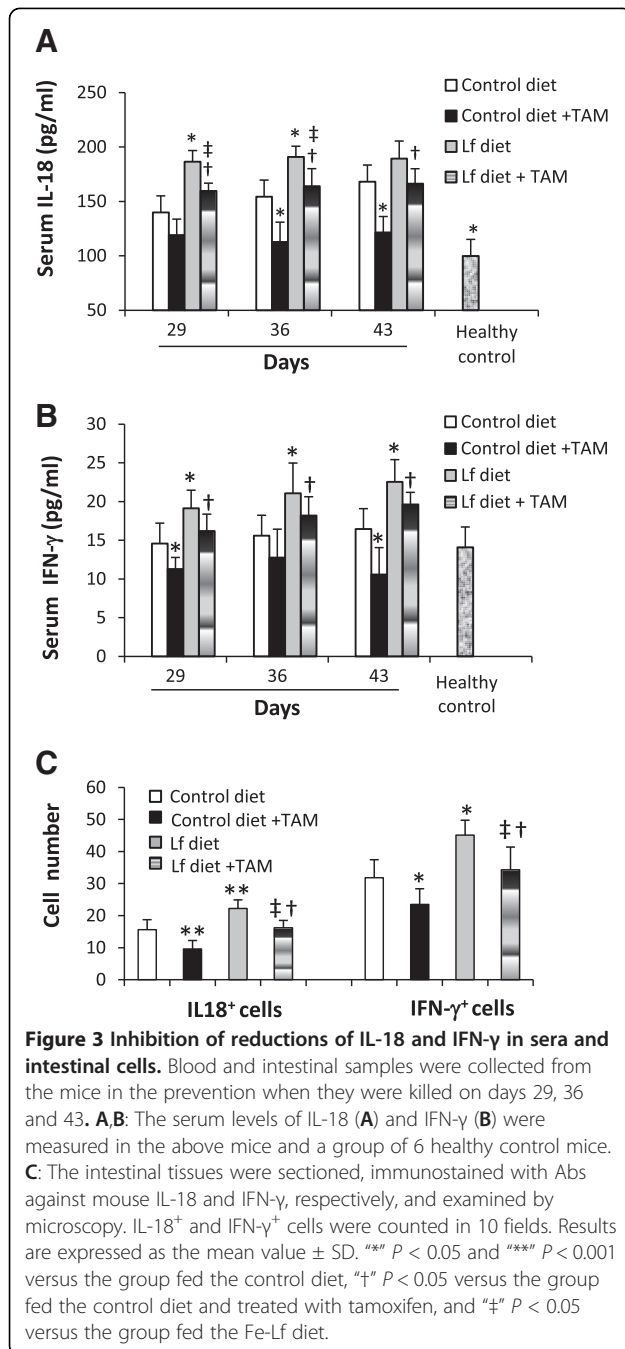 A
Serum IL-18 (pg/ml)
250
200
150
100
50
* ‡ † * * ‡ † * † *
Control diet
Control diet +TAM
Lf diet
Lf diet + TAM
29 36 43 Healthy control
Days
B
Serum IFN-γ (pg/ml)
30
25
20
15
10
5
0
* * † * † * * †
Control diet
Control diet +TAM
Lf diet
Lf diet + TAM
29 36 43 Healthy control
Days
C
Cell number
60
50
40
30
20
10
0
Control diet
Control diet +TAM
Lf diet
Lf diet +TAM
** ** ‡ † * * ‡ †
IL18⁺ cells IFN-γ⁺ cells
Figure 3 Inhibition of reductions of IL-18 and IFN-γ in sera and
intestinal cells. Blood and intestinal samples were collected from
the mice in the prevention when they were killed on days 29, 36
and 43. A,B: The serum levels of IL-18 (A) and IFN-γ (B) were
measured in the above mice and a group of 6 healthy control mice.
C: The intestinal tissues were sectioned, immunostained with Abs
against mouse IL-18 and IFN-γ, respectively, and examined by
microscopy. IL-18⁺ and IFN-γ⁺ cells were counted in 10 fields. Results
are expressed as the mean value ± SD. “*” P < 0.05 and “**” P < 0.001
versus the group fed the control diet, “†” P < 0.05 versus the group
fed the control diet and treated with tamoxifen, and “‡” P < 0.05
versus the group fed the Fe-Lf diet.